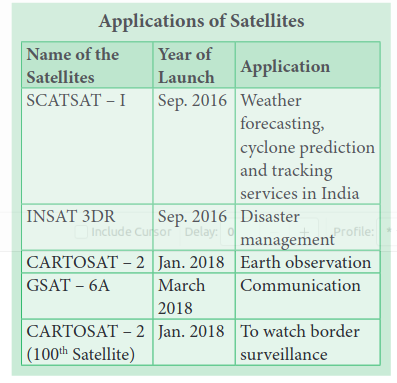 Applications of Satellites
Name of the Satellites | Year of Launch | Application
SCATSAT – I | Sep. 2016 | Weather
forecasting,
cyclone prediction
and tracking
services in India
INSAT 3DR | Sep. 2016 | Disaster
management
Include Cursor Delay: 0 + Profile:
CARTOSAT – 2 | Jan. 2018 | Earth observation
GSAT – 6A | March
2018 | Communication
CARTOSAT – 2
(100th Satellite) | Jan. 2018 | To watch border
surveillance